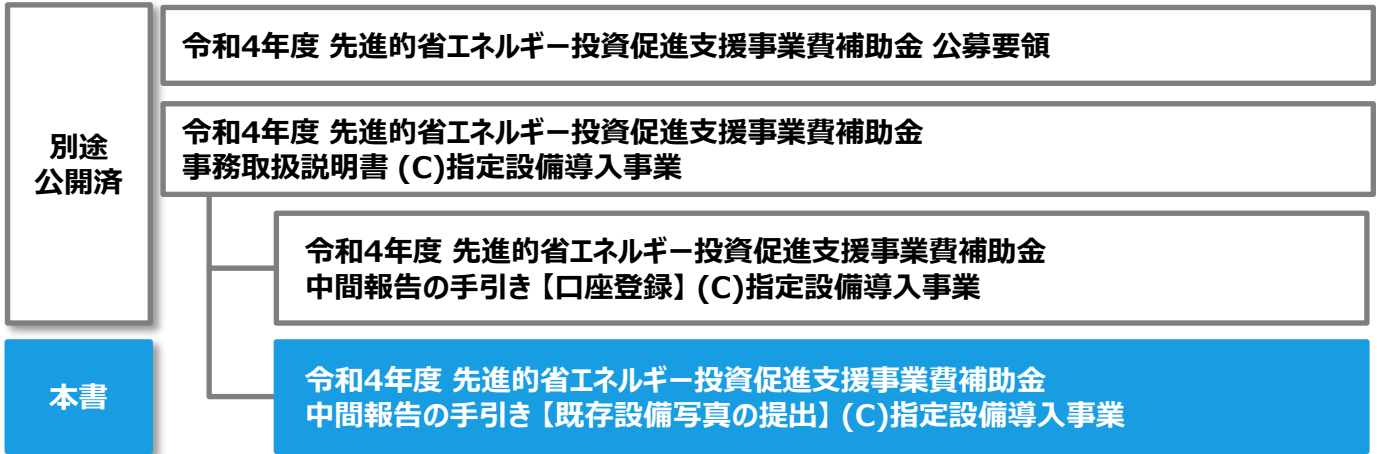 別途
公開済
令和4年度 先進的省エネルギー投資促進支援事業費補助金 公募要領
令和4年度 先進的省エネルギー投資促進支援事業費補助金
事務取扱説明書 (C)指定設備導入事業
令和4年度 先進的省エネルギー投資促進支援事業費補助金
中間報告の手引き【口座登録】 (C)指定設備導入事業
本書
令和4年度 先進的省エネルギー投資促進支援事業費補助金
中間報告の手引き【既存設備写真の提出】 (C)指定設備導入事業